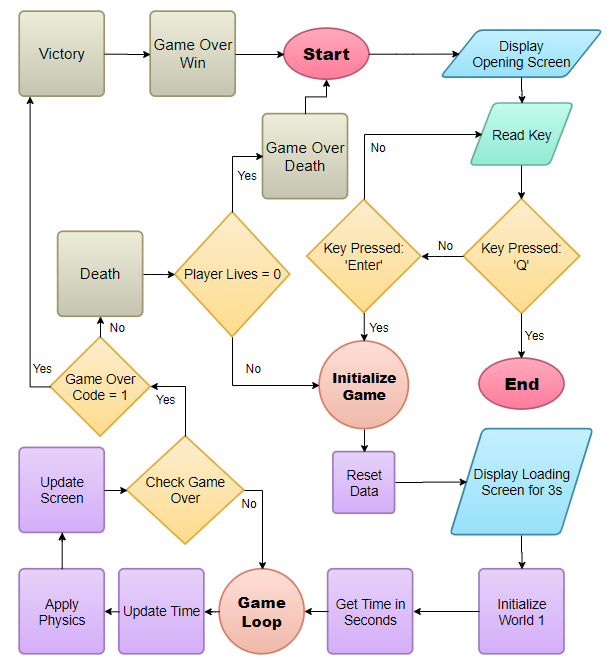 Victory
Game Over
Win
Start
Display
Opening Screen
Read Key
Game Over
Death
No
Yes
Death
Player Lives = 0
Key Pressed:
'Enter'
No
Key Pressed:
'Q'
No
Yes
Yes
Yes
Game Over
Code = 1
Yes
No
Initialize
Game
End
Update
Screen
Check Game
Over
No
Reset
Data
Display Loading
Screen for 3s
Apply
Physics
Update Time
Game
Loop
Get Time in
Seconds
Initialize
World 1